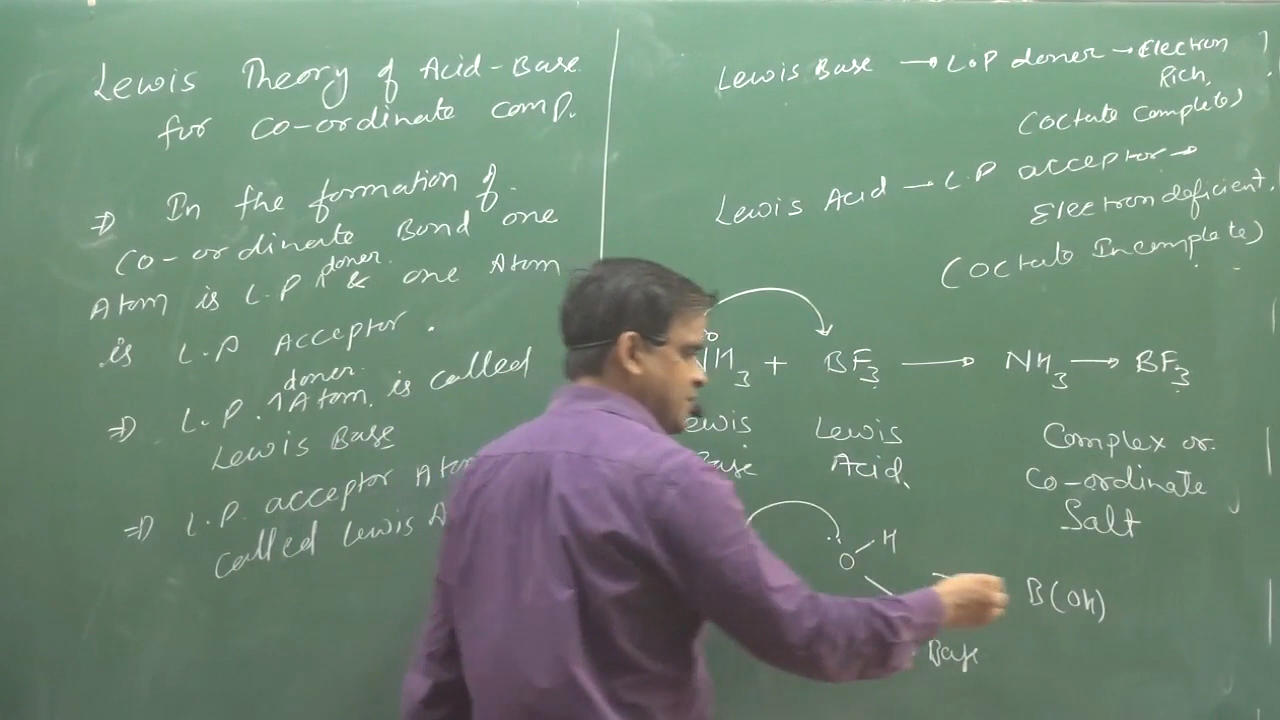 Lewis Theory of Acid-Base
for Co-ordinate comp.
⇒ In the formation of
Co-ordinate Bond one
Atom is L.P doner & one Atom
is L.P Acceptor.
⇒ L.P. doner Atom is called
Lewis Base
⇒ L.P. acceptor
called Lewis
Lewis Base → L.P doner → Electron
Rich,
(Octate Complete)
Lewis Acid → L.P acceptor →
Electron deficient.
(Octate Incomplete)
NH3 + BF3 → NH3 → BF3
Lewis Lewis
Base Acid
Complex or
Co-ordinate
Salt
O - H
B(OH)
Base